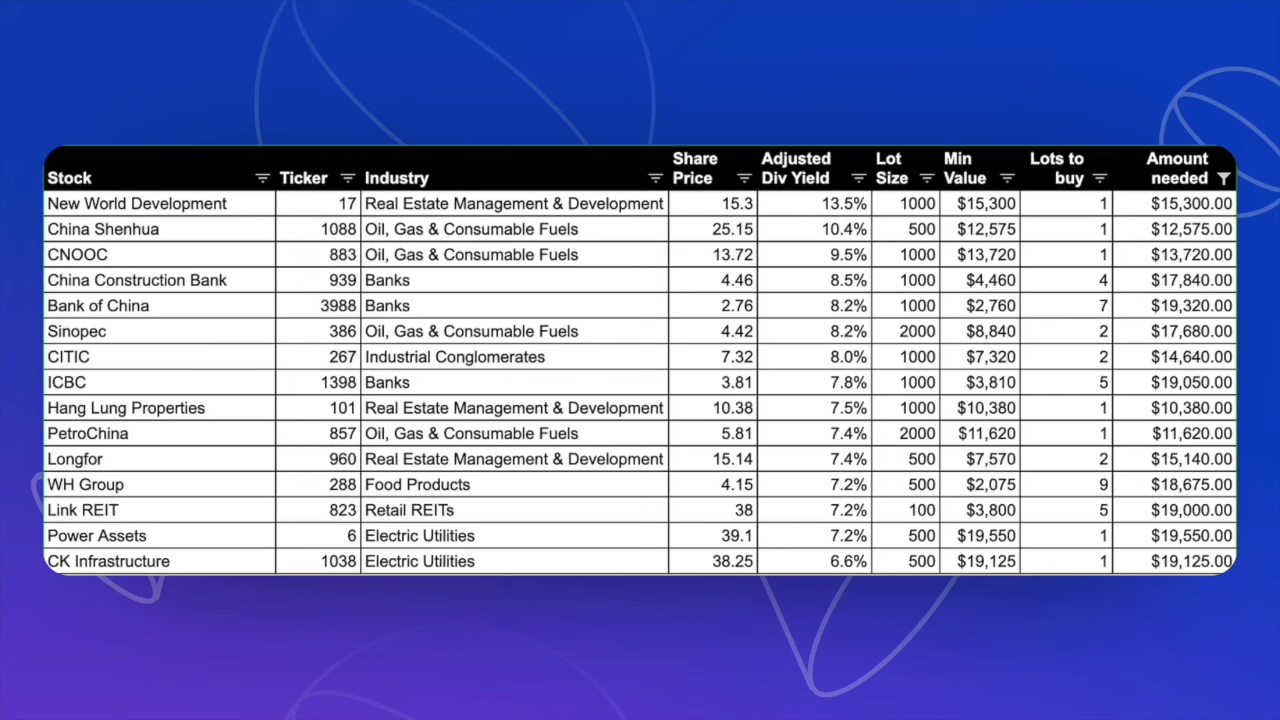 Stock Ticker Industry Share Price Adjusted Div Yield Lot Size Min Value Lots to buy Amount needed
New World Development 17 Real Estate Management & Development 15.3 13.5% 1000 $15,300 1 $15,300.00
China Shenhua 1088 Oil, Gas & Consumable Fuels 25.15 10.4% 500 $12,575 1 $12,575.00
CNOOC 883 Oil, Gas & Consumable Fuels 13.72 9.5% 1000 $13,720 1 $13,720.00
China Construction Bank 939 Banks 4.46 8.5% 1000 $4,460 4 $17,840.00
Bank of China 3988 Banks 2.76 8.2% 1000 $2,760 7 $19,320.00
Sinopec 386 Oil, Gas & Consumable Fuels 4.42 8.2% 2000 $8,840 2 $17,680.00
CITIC 267 Industrial Conglomerates 7.32 8.0% 1000 $7,320 2 $14,640.00
ICBC 1398 Banks 3.81 7.8% 1000 $3,810 5 $19,050.00
Hang Lung Properties 101 Real Estate Management & Development 10.38 7.5% 1000 $10,380 1 $10,380.00
PetroChina 857 Oil, Gas & Consumable Fuels 5.81 7.4% 2000 $11,620 1 $11,620.00
Longfor 960 Real Estate Management & Development 15.14 7.4% 500 $7,570 2 $15,140.00
WH Group 288 Food Products 4.15 7.2% 500 $2,075 9 $18,675.00
Link REIT 823 Retail REITs 38 7.2% 100 $3,800 5 $19,000.00
Power Assets 6 Electric Utilities 39.1 7.2% 500 $19,550 1 $19,550.00
CK Infrastructure 1038 Electric Utilities 38.25 6.6% 500 $19,125 1 $19,125.00